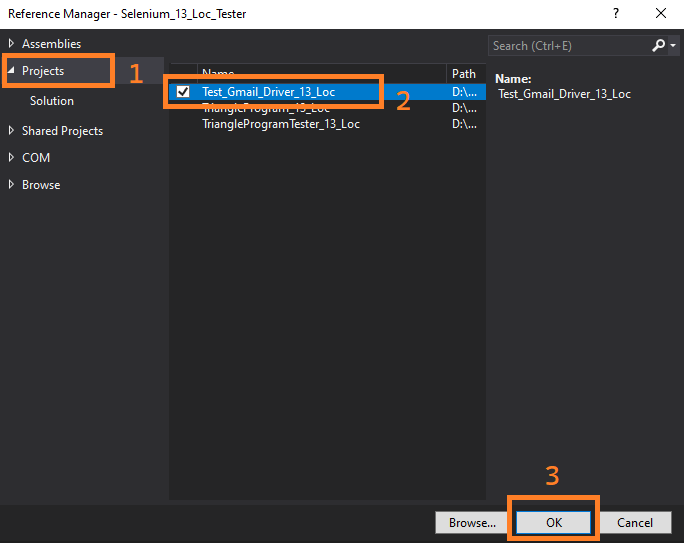 Reference Manager - Selenium_13_Loc_Tester
?
Assemblies
Projects
1
Solution
Shared Projects
COM
Browse
Name Path
Test_Gmail_Driver_13_Loc D:\...
2
TriangleProgram_13_Loc D:\...
TriangleProgramTester_13_Loc D:\...
Search (Ctrl+E)
Name:
Test_Gmail_Driver_13_Loc
3
Browse... OK Cancel